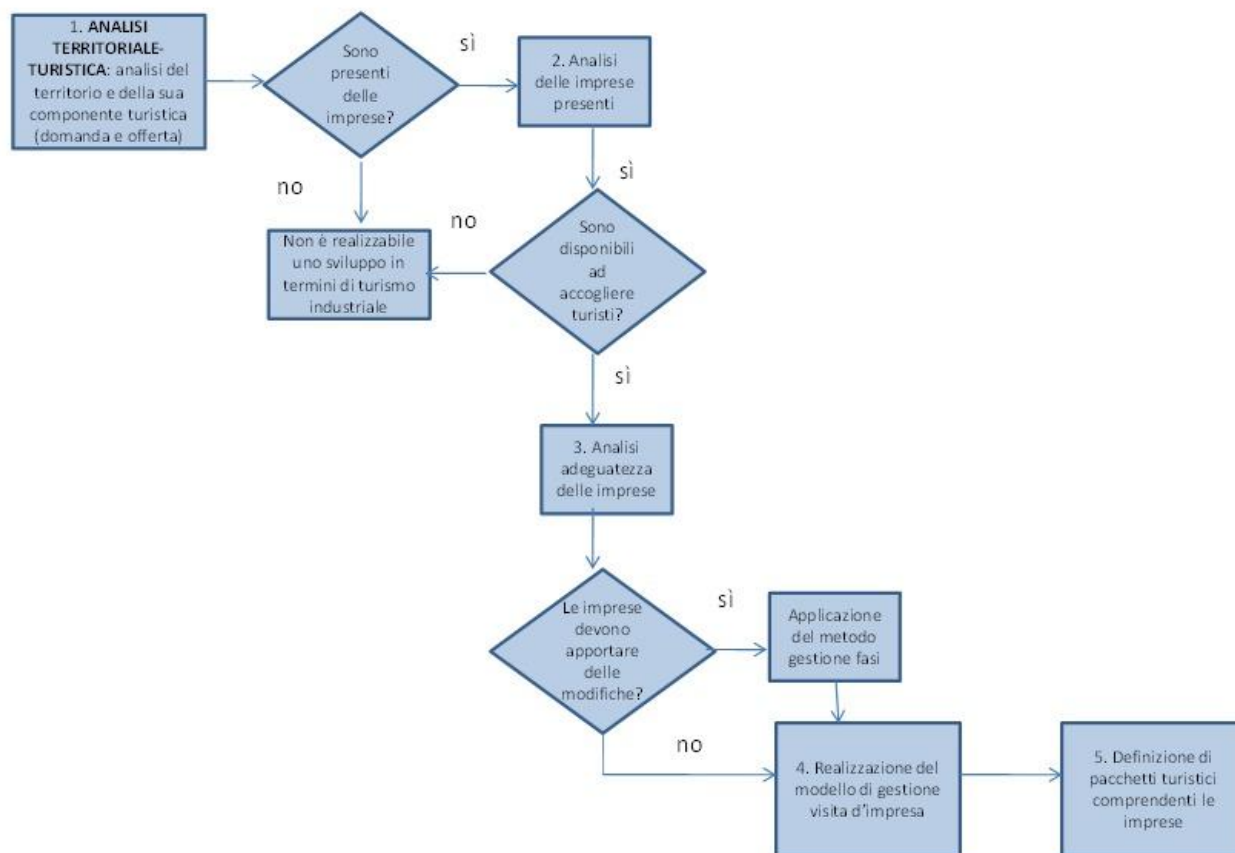 1. ANALISI
TERRITORIALE-
TURISTICA: analisi del
territorio e della sua
componente turistica
(domanda e offerta)
Sono
presenti
delle
imprese?
sì
2. Analisi
delle imprese
presenti
no
sì
Non è realizzabile
uno sviluppo in
termini di turismo
industriale
no
Sono
disponibili
ad
accogliere
turisti?
sì
3. Analisi
adeguatezza
delle imprese
Le imprese
devono
apportare
delle
modifiche?
sì
Applicazione
del metodo
gestione fasi
no
4. Realizzazione del
modello di gestione
visita d'impresa
5. Definizione di
pacchetti turistici
comprendenti le
imprese